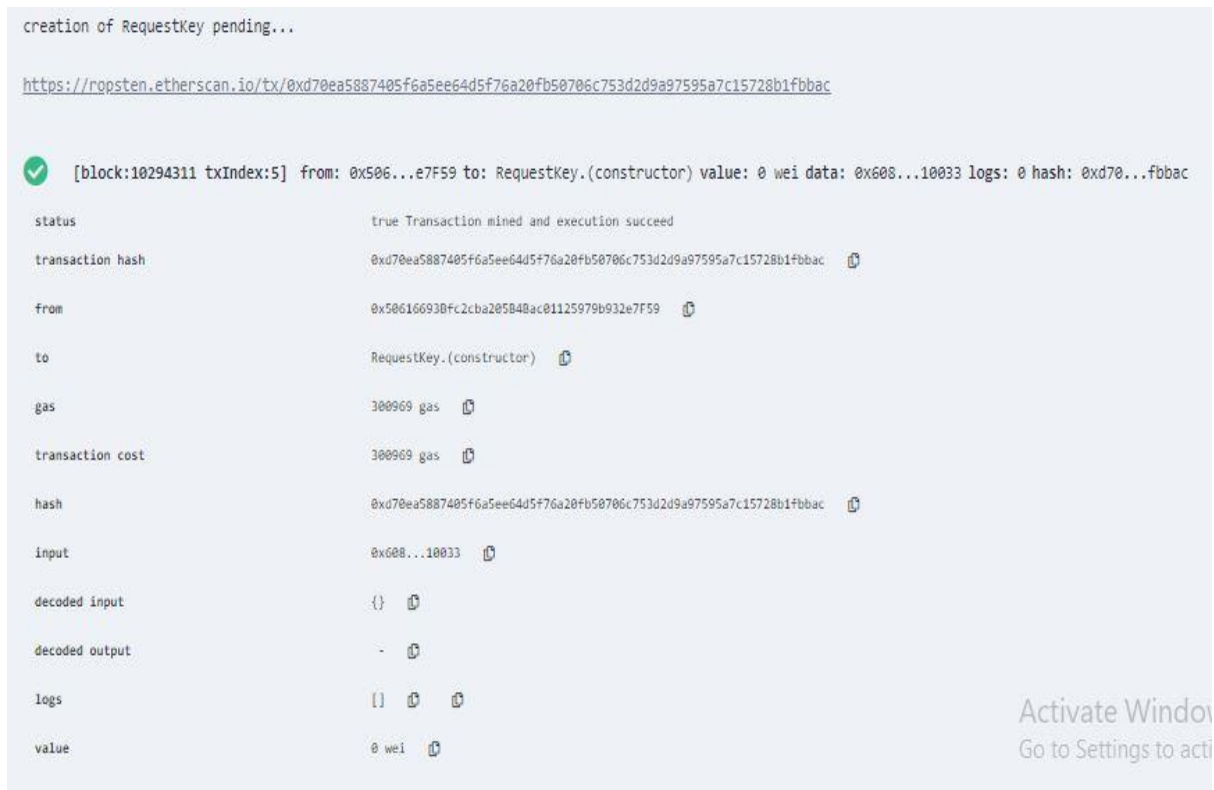 creation of RequestKey pending...
https://ropsten.etherscan.io/tx/0xd70ea5887405f6a5ee64d5f76a20fb50706c753d2d9a97595a7c15728b1fbbac
[block:10294311 txIndex:5] from: 0x506...e7F59 to: RequestKey.(constructor) value: 0 wei data: 0x608...10033 logs: 0 hash: 0xd70...fbbac
status true Transaction mined and execution succeed
transaction hash 0xd70ea5887405f6a5ee64d5f76a20fb50706c753d2d9a97595a7c15728b1fbbac
from 0x50616693Bfc2cba205B4Bac01125979b932e7F59
to RequestKey.(constructor)
gas 300969 gas
transaction cost 300969 gas
hash 0xd70ea5887405f6a5ee64d5f76a20fb50706c753d2d9a97595a7c15728b1fbbac
input 0x608...10033
decoded input {}
decoded output -
logs []
value 0 wei
Activate Window
Go to Settings to acti